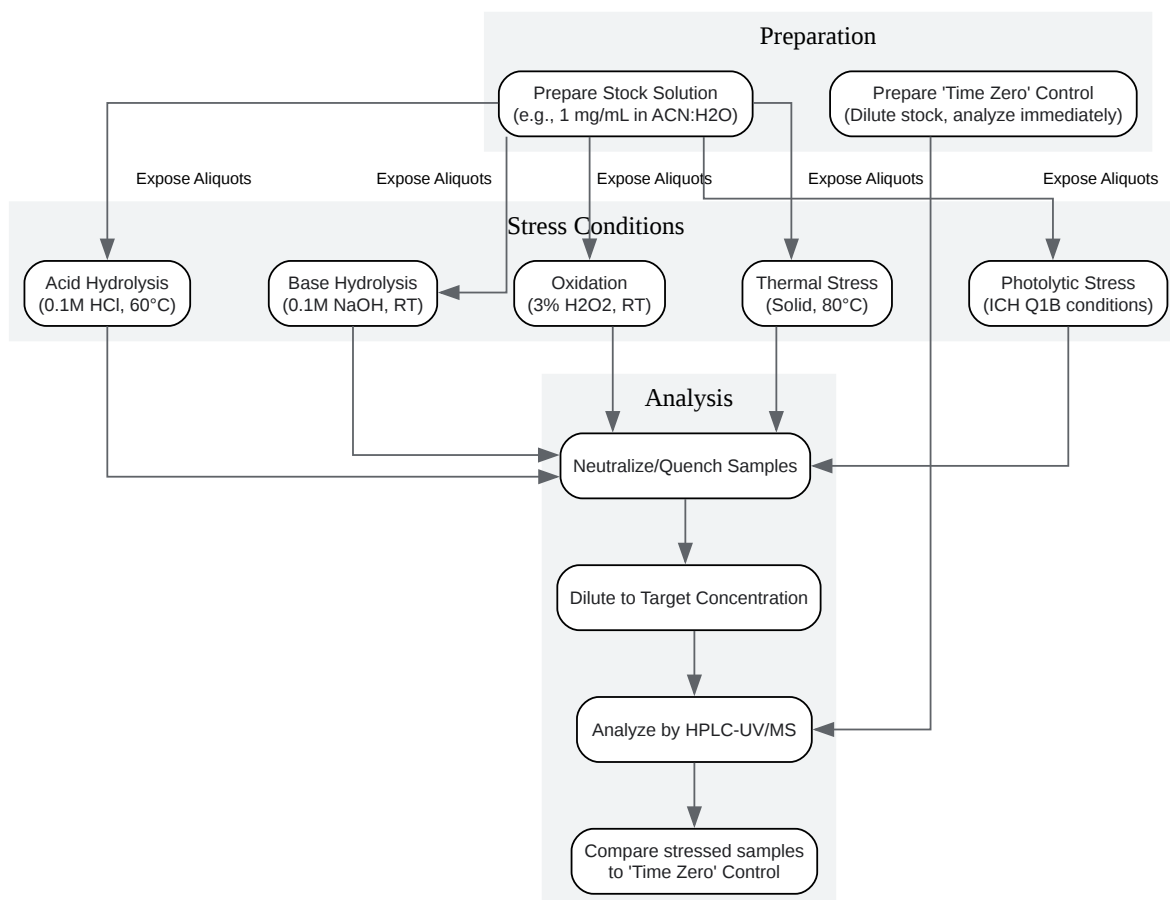 Preparation
Prepare Stock Solution
(e.g., 1 mg/mL in ACN:H2O)
Prepare 'Time Zero' Control
(Dilute stock, analyze immediately)
Expose Aliquots
Expose Aliquots
Expose Aliquots
Expose Aliquots
Expose Aliquots
Stress Conditions
Acid Hydrolysis
(0.1M HCl, 60°C)
Base Hydrolysis
(0.1M NaOH, RT)
Oxidation
(3% H2O2, RT)
Thermal Stress
(Solid, 80°C)
Photolytic Stress
(ICH Q1B conditions)
Analysis
Neutralize/Quench Samples
Dilute to Target Concentration
Analyze by HPLC-UV/MS
Compare stressed samples
to 'Time Zero' Control